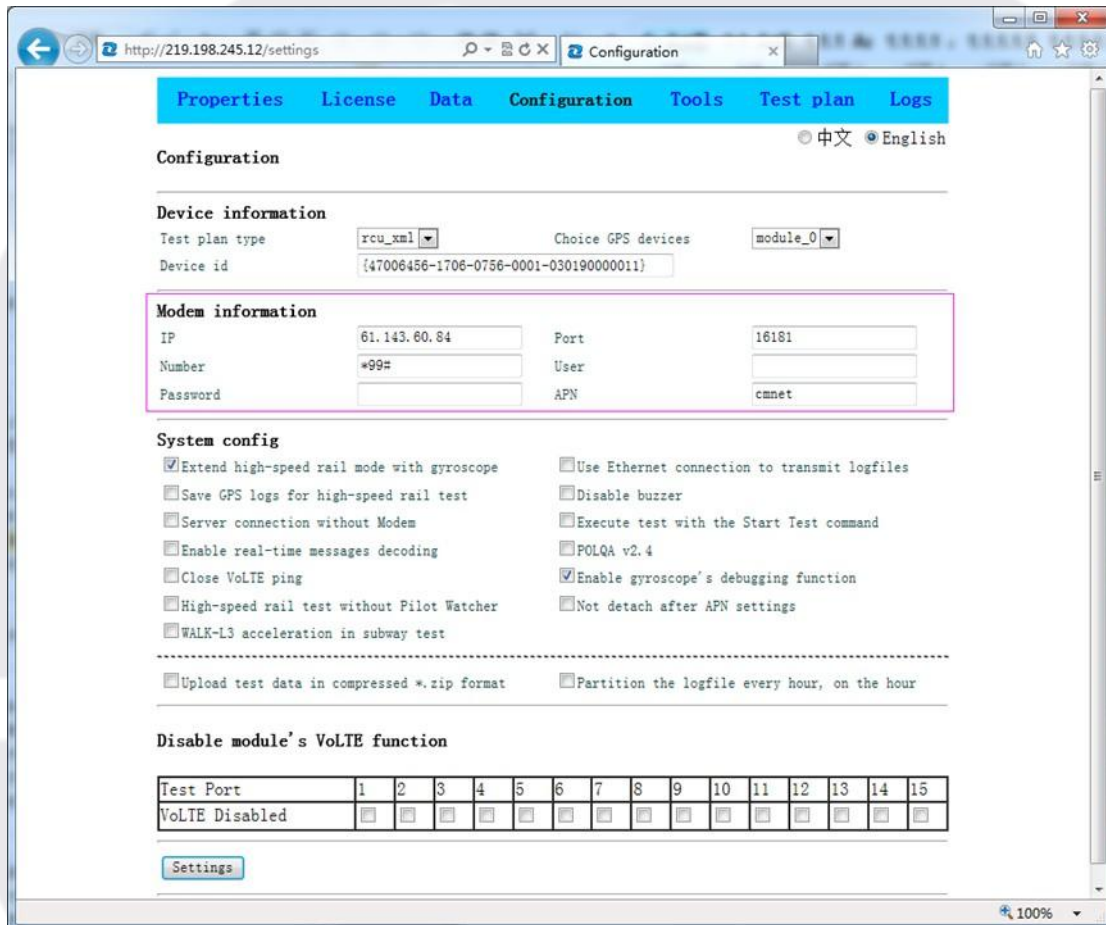 http://219.198.245.12/settings
Configuration
Properties License Data Configuration Tools Test plan Logs
中文 English
Configuration
Device information
Test plan type rcu_xml Choice GPS devices module_0
Device id {47006456-1706-0756-0001-030190000011}
Modem information
IP 61.143.60.84 Port 16181
Number *99# User
Password APN cmnet
System config
Extend high-speed rail mode with gyroscope Use Ethernet connection to transmit logfiles
Save GPS logs for high-speed rail test Disable buzzer
Server connection without Modem Execute test with the Start Test command
Enable real-time messages decoding POLQA v2.4
Close VoLTE ping Enable gyroscope's debugging function
High-speed rail test without Pilot Watcher Not detach after APN settings
WALK-L3 acceleration in subway test
Upload test data in compressed *.zip format Partition the logfile every hour, on the hour
Disable module's VoLTE function
Test Port 1 2 3 4 5 6 7 8 9 10 11 12 13 14 15
VoLTE Disabled
Settings
100%